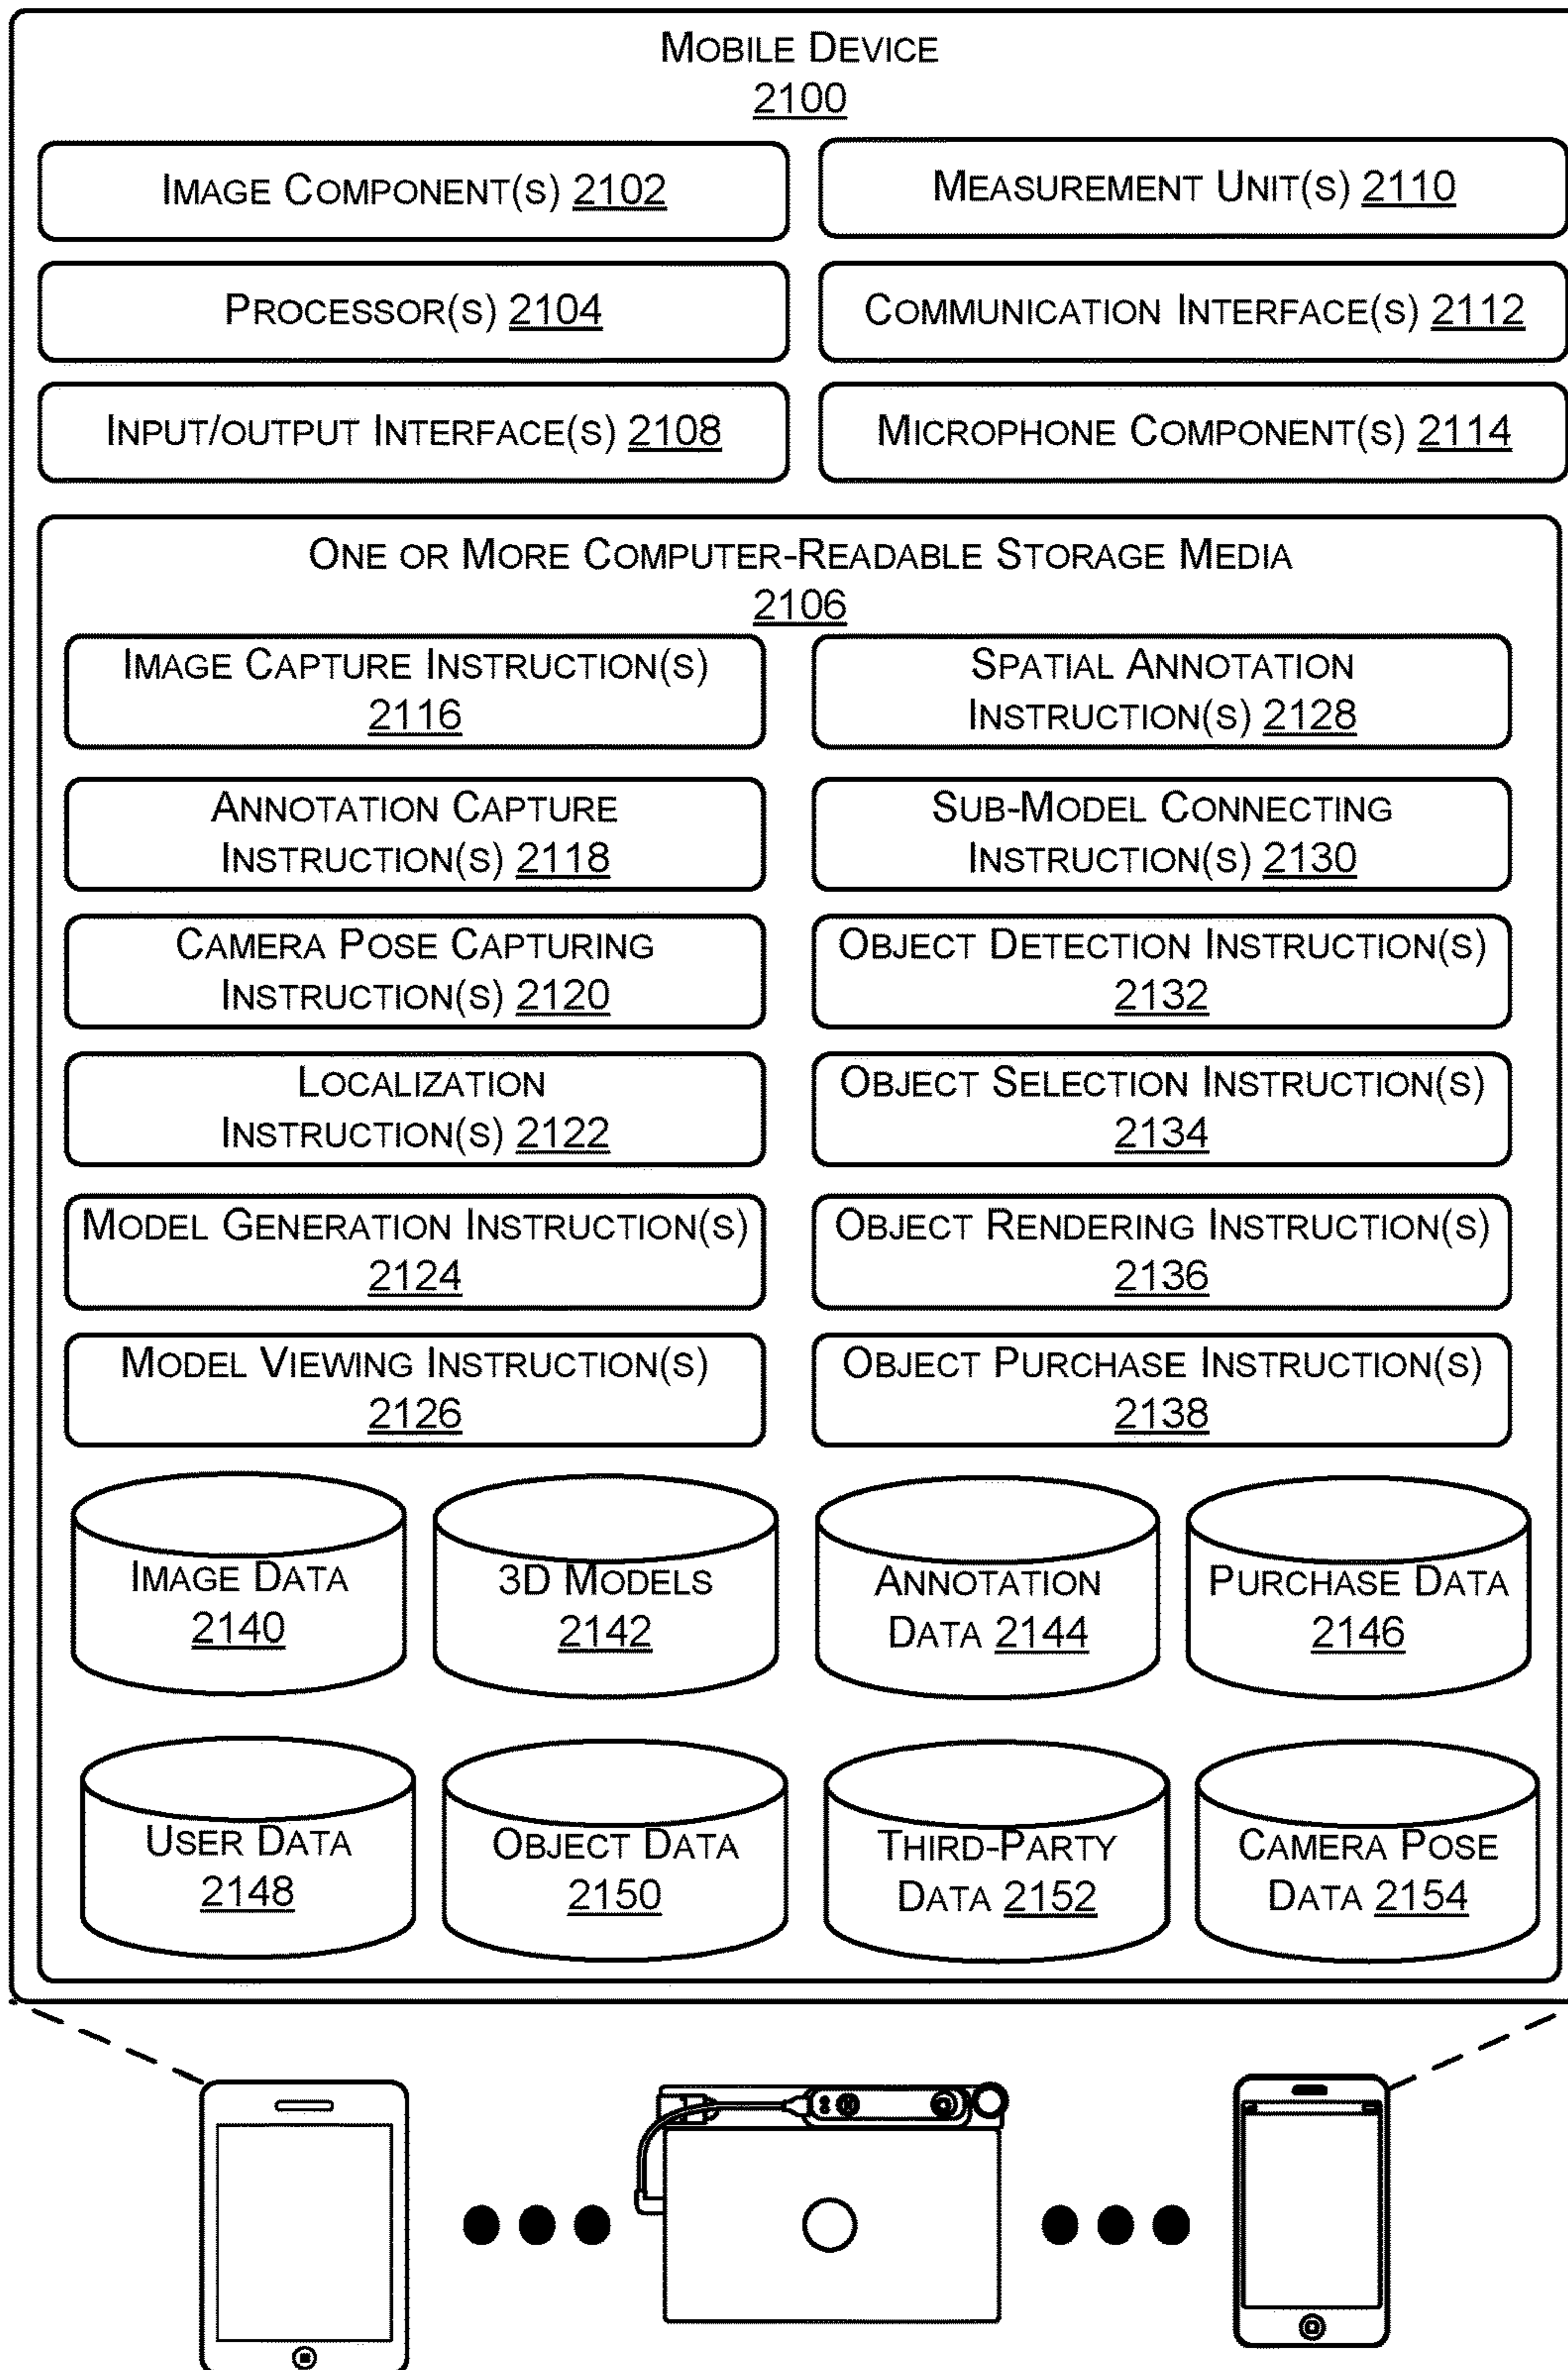 MOBILE DEVICE
2100
IMAGE COMPONENT(S) 2102
MEASUREMENT UNIT(S) 2110
PROCESSOR(S) 2104
COMMUNICATION INTERFACE(S) 2112
INPUT/OUTPUT INTERFACE(S) 2108
MICROPHONE COMPONENT(S) 2114
ONE OR MORE COMPUTER-READABLE STORAGE MEDIA
2106
IMAGE CAPTURE INSTRUCTION(S)
2116
SPATIAL ANNOTATION
INSTRUCTION(S) 2128
ANNOTATION CAPTURE
INSTRUCTION(S) 2118
SUB-MODEL CONNECTING
INSTRUCTION(S) 2130
CAMERA POSE CAPTURING
INSTRUCTION(S) 2120
OBJECT DETECTION INSTRUCTION(S)
2132
LOCALIZATION
INSTRUCTION(S) 2122
OBJECT SELECTION INSTRUCTION(S)
2134
MODEL GENERATION INSTRUCTION(S)
2124
OBJECT RENDERING INSTRUCTION(S)
2136
MODEL VIEWING INSTRUCTION(S)
2126
OBJECT PURCHASE INSTRUCTION(S)
2138
IMAGE DATA
2140
3D MODELS
2142
ANNOTATION
DATA 2144
PURCHASE DATA
2146
USER DATA
2148
OBJECT DATA
2150
THIRD-PARTY
DATA 2152
CAMERA POSE
DATA 2154